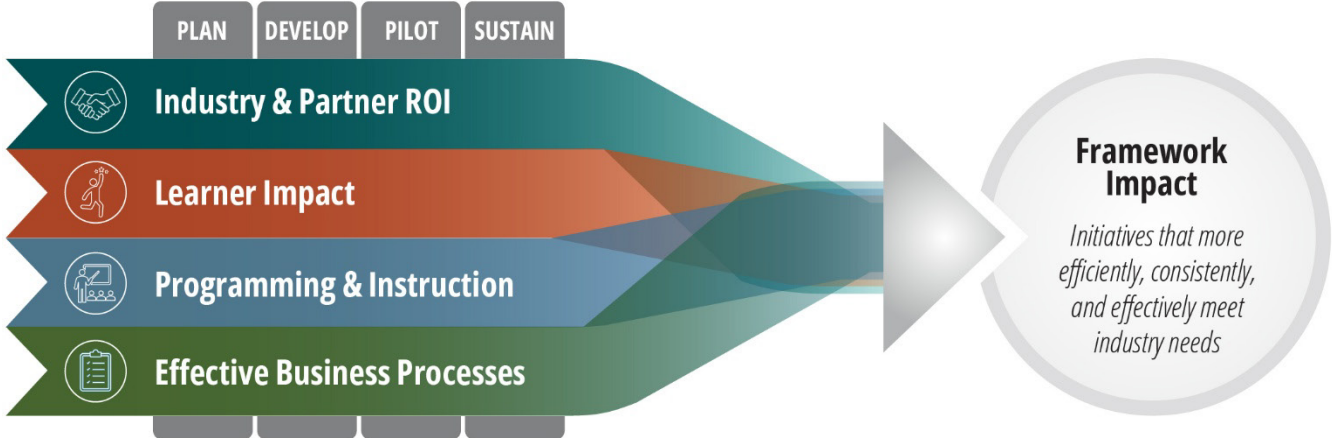 PLAN DEVELOP PILOT SUSTAIN
Industry & Partner ROI
Learner Impact
Programming & Instruction
Effective Business Processes
Framework
Impact
Initiatives that more
efficiently, consistently,
and effectively meet
industry needs